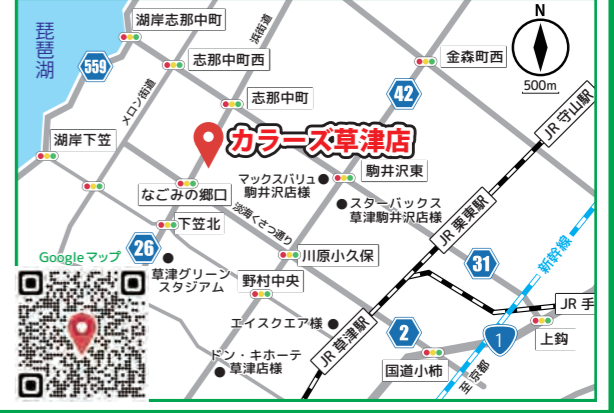 琵琶湖
湖岸志那中町
浜街道
N
500m
559
志那中町西
金森町西
メロン街道
志那中町
42
JR 守山駅
湖岸下笠
カラーズ草津店
マックスバリュ
駒井沢店様
駒井沢東
なごみの郷口
スターバックス
草津駒井沢店様
JR 栗東駅
淡海くさつ通り
下笠北
26
Googleマップ
草津グリーン
スタジアム
川原小久保
31
新幹線
野村中央
エイスクエア様
JR 草津駅
JR 手
2
1
上鈎
ドン・キホーテ
草津店様
国道小柿
至京都